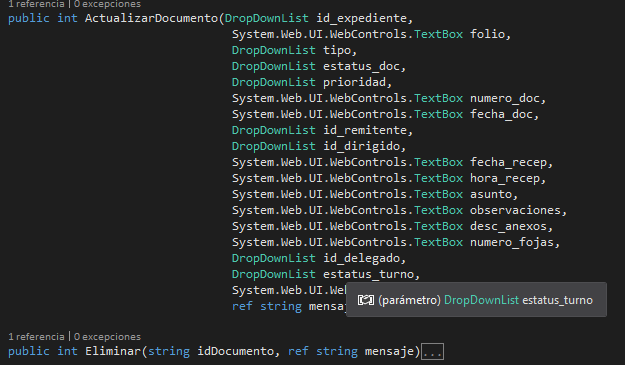 1 referencia | 0 excepciones
public int ActualizarDocumento(DropDownList id_expediente,
System.Web.UI.WebControls.TextBox folio,
DropDownList tipo,
DropDownList estatus_doc,
DropDownList prioridad,
System.Web.UI.WebControls.TextBox numero_doc,
System.Web.UI.WebControls.TextBox fecha_doc,
DropDownList id_remitente,
DropDownList id_dirigido,
System.Web.UI.WebControls.TextBox fecha_recep,
System.Web.UI.WebControls.TextBox hora_recep,
System.Web.UI.WebControls.TextBox asunto,
System.Web.UI.WebControls.TextBox observaciones,
System.Web.UI.WebControls.TextBox desc_anexos,
System.Web.UI.WebControls.TextBox numero_fojas,
DropDownList id_delegado,
DropDownList estatus_turno,
System.Web.UI.We
(parámetro) DropDownList estatus_turno
ref string mensaj
1 referencia | 0 excepciones
public int Eliminar(string idDocumento, ref string mensaje)...